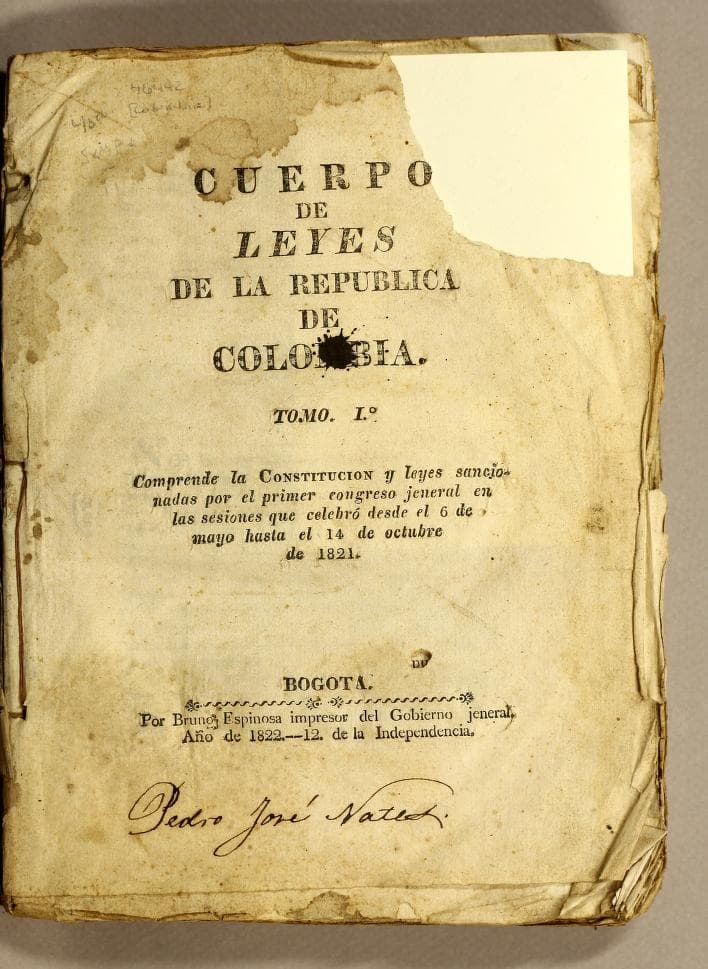 46442
CUERPO
DE
LEYES
DE LA REPUBLICA
DE
COLOMBIA.
TOMO. I.º
Comprende la CONSTITUCION y leyes sancio-
nadas por el primer congreso jeneral en
las sesiones que celebró desde el 6 de
mayo hasta el 14 de octubre
de 1821.
BOGOTA.
Por Bruno Espinosa impresor del Gobierno jeneral.
Año de 1822.--12. de la Independencia.
Pedro José Nates.